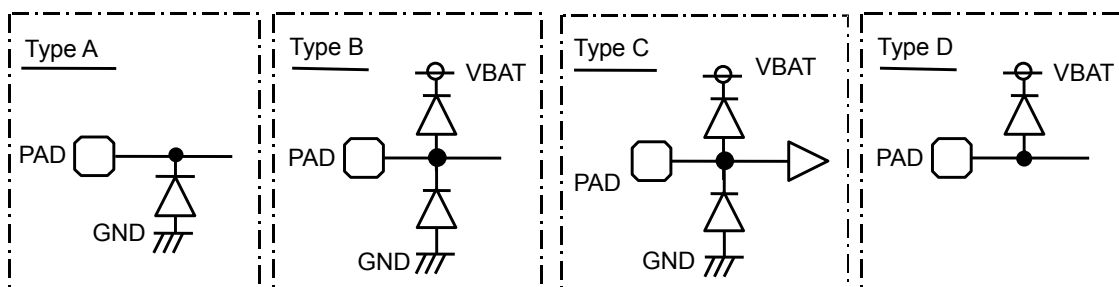 Type A
PAD
GND
Type B
VBAT
PAD
GND
Type C
VBAT
PAD
GND
Type D
VBAT
PAD